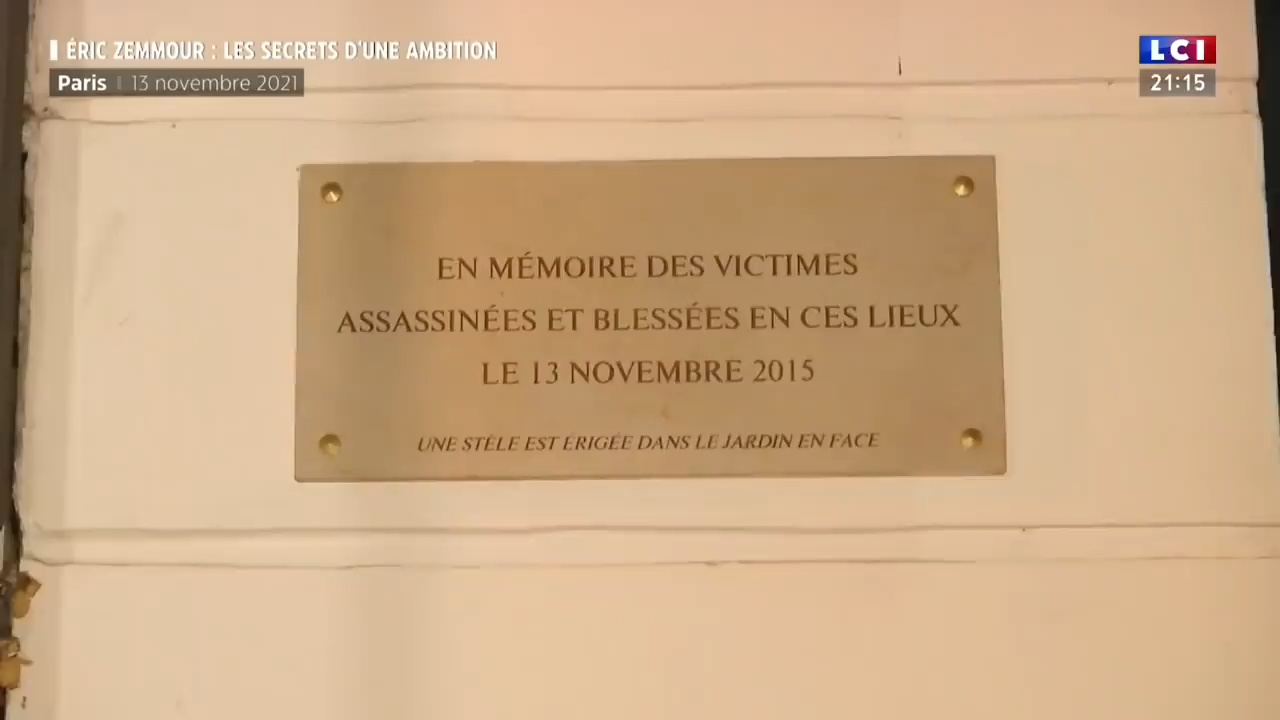 ÉRIC ZEMMOUR : LES SECRETS D'UNE AMBITION
Paris | 13 novembre 2021
LCI
21:15
EN MÉMOIRE DES VICTIMES
ASSASSINÉES ET BLESSÉES EN CES LIEUX
LE 13 NOVEMBRE 2015
UNE STÈLE EST ÉRIGÉE DANS LE JARDIN EN FACE